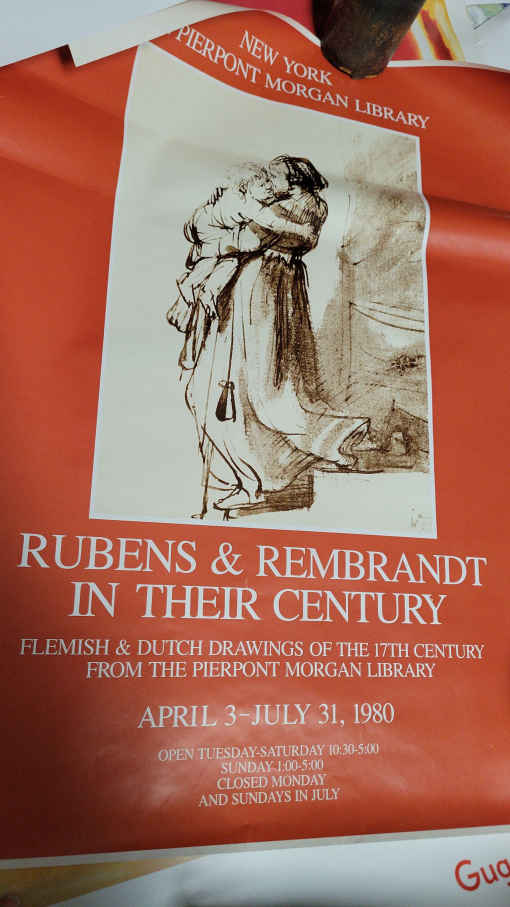 NEW YORK
PIERPONT MORGAN LIBRARY
RUBENS & REMBRANDT
IN THEIR CENTURY
FLEMISH & DUTCH DRAWINGS OF THE 17TH CENTURY
FROM THE PIERPONT MORGAN LIBRARY
APRIL 3-JULY 31, 1980
OPEN TUESDAY-SATURDAY 10:30-5:00
SUNDAY 1:00-5:00
CLOSED MONDAY
AND SUNDAYS IN JULY
Gug